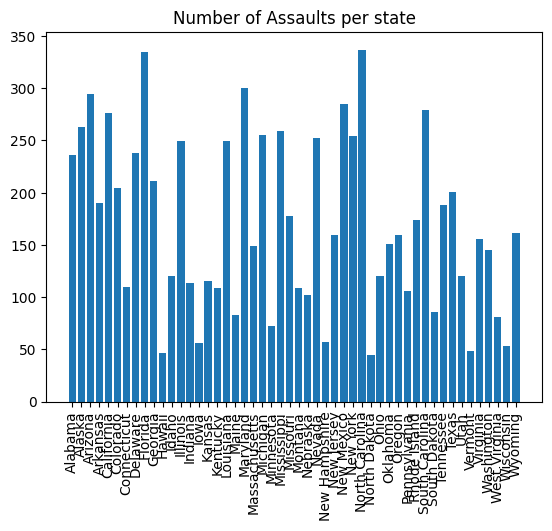 Number of Assaults per state
350
300
250
200
150
100
50
0
Alabama
Alaska
Arizona
Arkansas
California
Colorado
Connecticut
Delaware
Florida
Georgia
Hawaii
Idaho
Illinois
Indiana
Iowa
Kansas
Kentucky
Louisiana
Maine
Maryland
Massachusetts
Michigan
Minnesota
Mississippi
Missouri
Montana
Nebraska
Nevada
New Hampshire
New Jersey
New Mexico
New York
North Carolina
North Dakota
Ohio
Oklahoma
Oregon
Pennsylvania
Rhode Island
South Carolina
South Dakota
Tennessee
Texas
Utah
Vermont
Virginia
Washington
West Virginia
Wisconsin
Wyoming